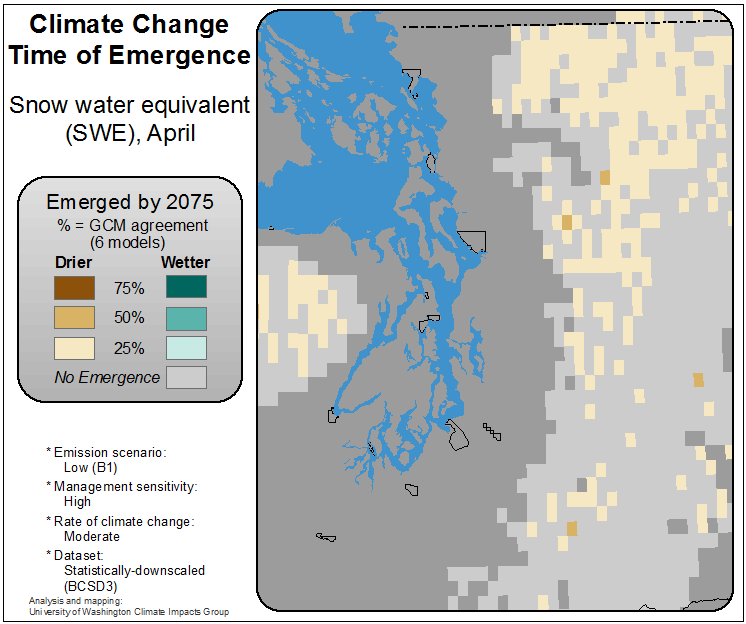 Climate Change
Time of Emergence
Snow water equivalent
(SWE), April
Emerged by 2075
% = GCM agreement
(6 models)
Drier Wetter
75%
50%
25%
No Emergence
* Emission scenario:
Low (B1)
* Management sensitivity:
High
* Rate of climate change:
Moderate
* Dataset:
Statistically-downscaled
(BCSD3)
Analysis and mapping:
University of Washington Climate Impacts Group